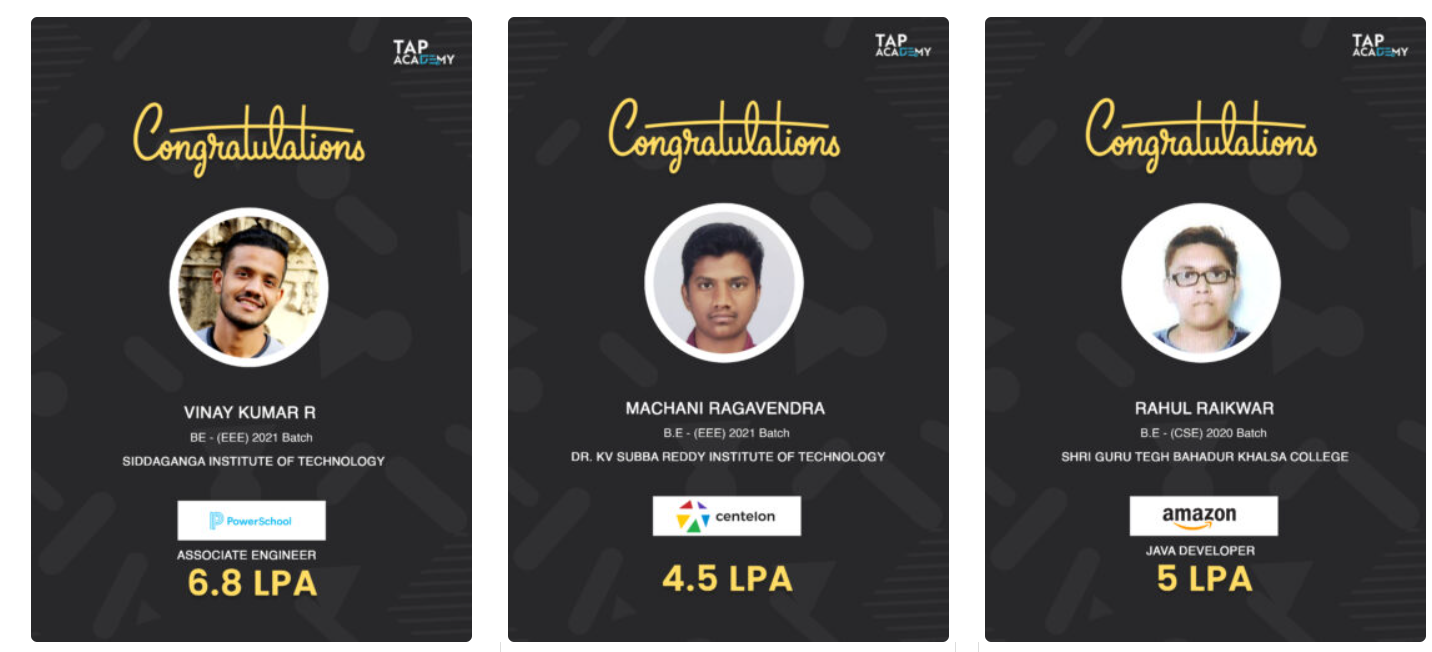 TAP
ACADEMY
Congratulations
VINAY KUMAR R
BE - (EEE) 2021 Batch
SIDDAGANGA INSTITUTE OF TECHNOLOGY
PowerSchool
ASSOCIATE ENGINEER
6.8 LPA
TAP
ACADEMY
Congratulations
MACHANI RAGAVENDRA
B.E - (EEE) 2021 Batch
DR. KV SUBBA REDDY INSTITUTE OF TECHNOLOGY
centelon
4.5 LPA
TAP
ACADEMY
Congratulations
RAHUL RAIKWAR
B.E - (CSE) 2020 Batch
SHRI GURU TEGH BAHADUR KHALSA COLLEGE
amazon
JAVA DEVELOPER
5 LPA